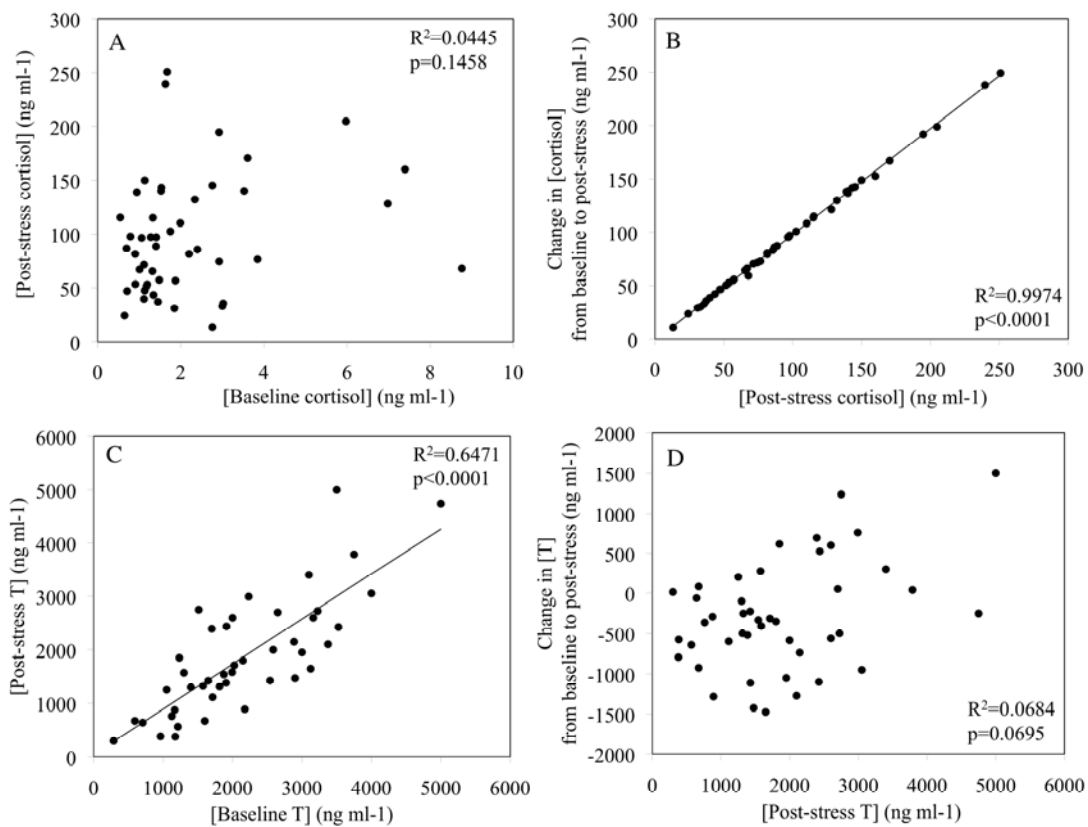 A
R²=0.0445
p=0.1458
[Post-stress cortisol] (ng ml-1)
300
250
200
150
100
50
0
0 2 4 6 8 10
[Baseline cortisol] (ng ml-1)
B
R²=0.9974
p<0.0001
Change in [cortisol]
from baseline to post-stress (ng ml-1)
300
250
200
150
100
50
0
0 50 100 150 200 250 300
[Post-stress cortisol] (ng ml-1)
C
R²=0.6471
p<0.0001
[Post-stress T] (ng ml-1)
6000
5000
4000
3000
2000
1000
0
0 1000 2000 3000 4000 5000 6000
[Baseline T] (ng ml-1)
D
R²=0.0684
p=0.0695
Change in [T]
from baseline to post-stress (ng ml-1)
2000
1500
1000
500
0
-500
-1000
-1500
-2000
0 1000 2000 3000 4000 5000 6000
[Post-stress T] (ng ml-1)